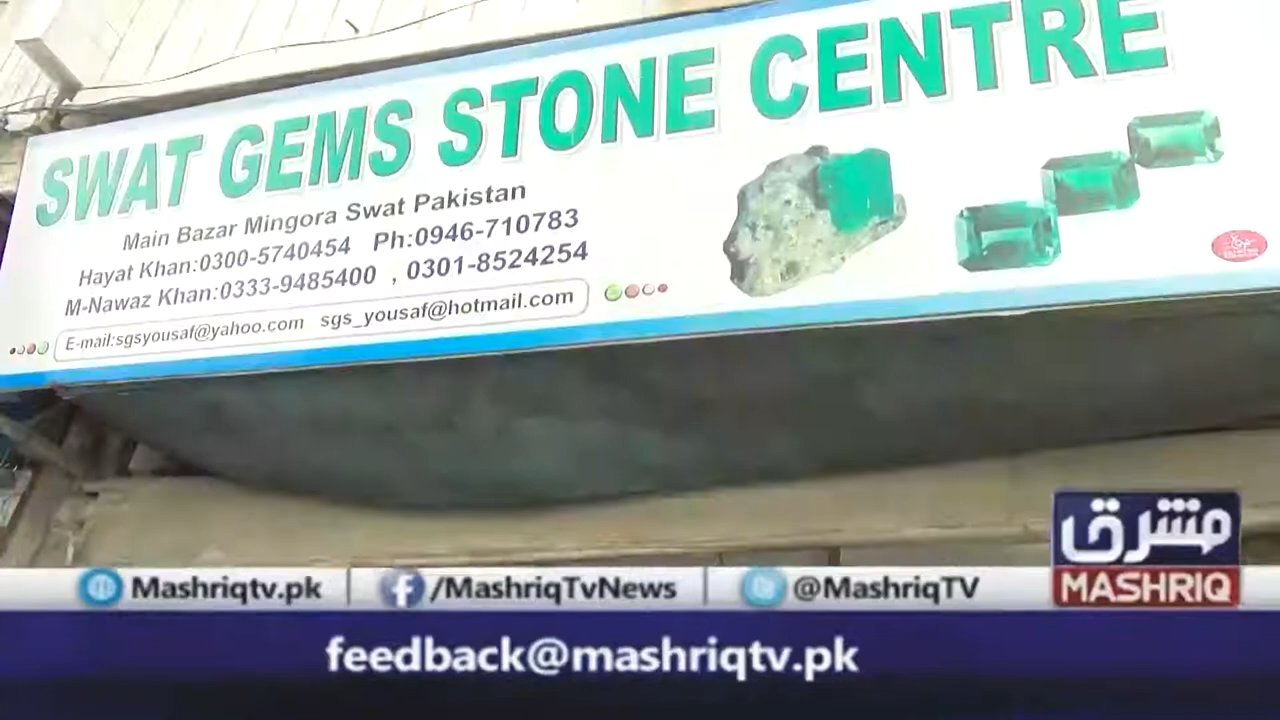 SWAT GEMS STONE CENTRE
Main Bazar Mingora Swat Pakistan
Hayat Khan:0300-5740454 Ph:0946-710783
M-Nawaz Khan:0333-9485400 , 0301-8524254
E-mail:sgsyousaf@yahoo.com sgs_yousaf@hotmail.com
مشرق
MASHRIQ
Mashriqtv.pk
/MashriqTvNews
@MashriqTV
feedback@mashriqtv.pk